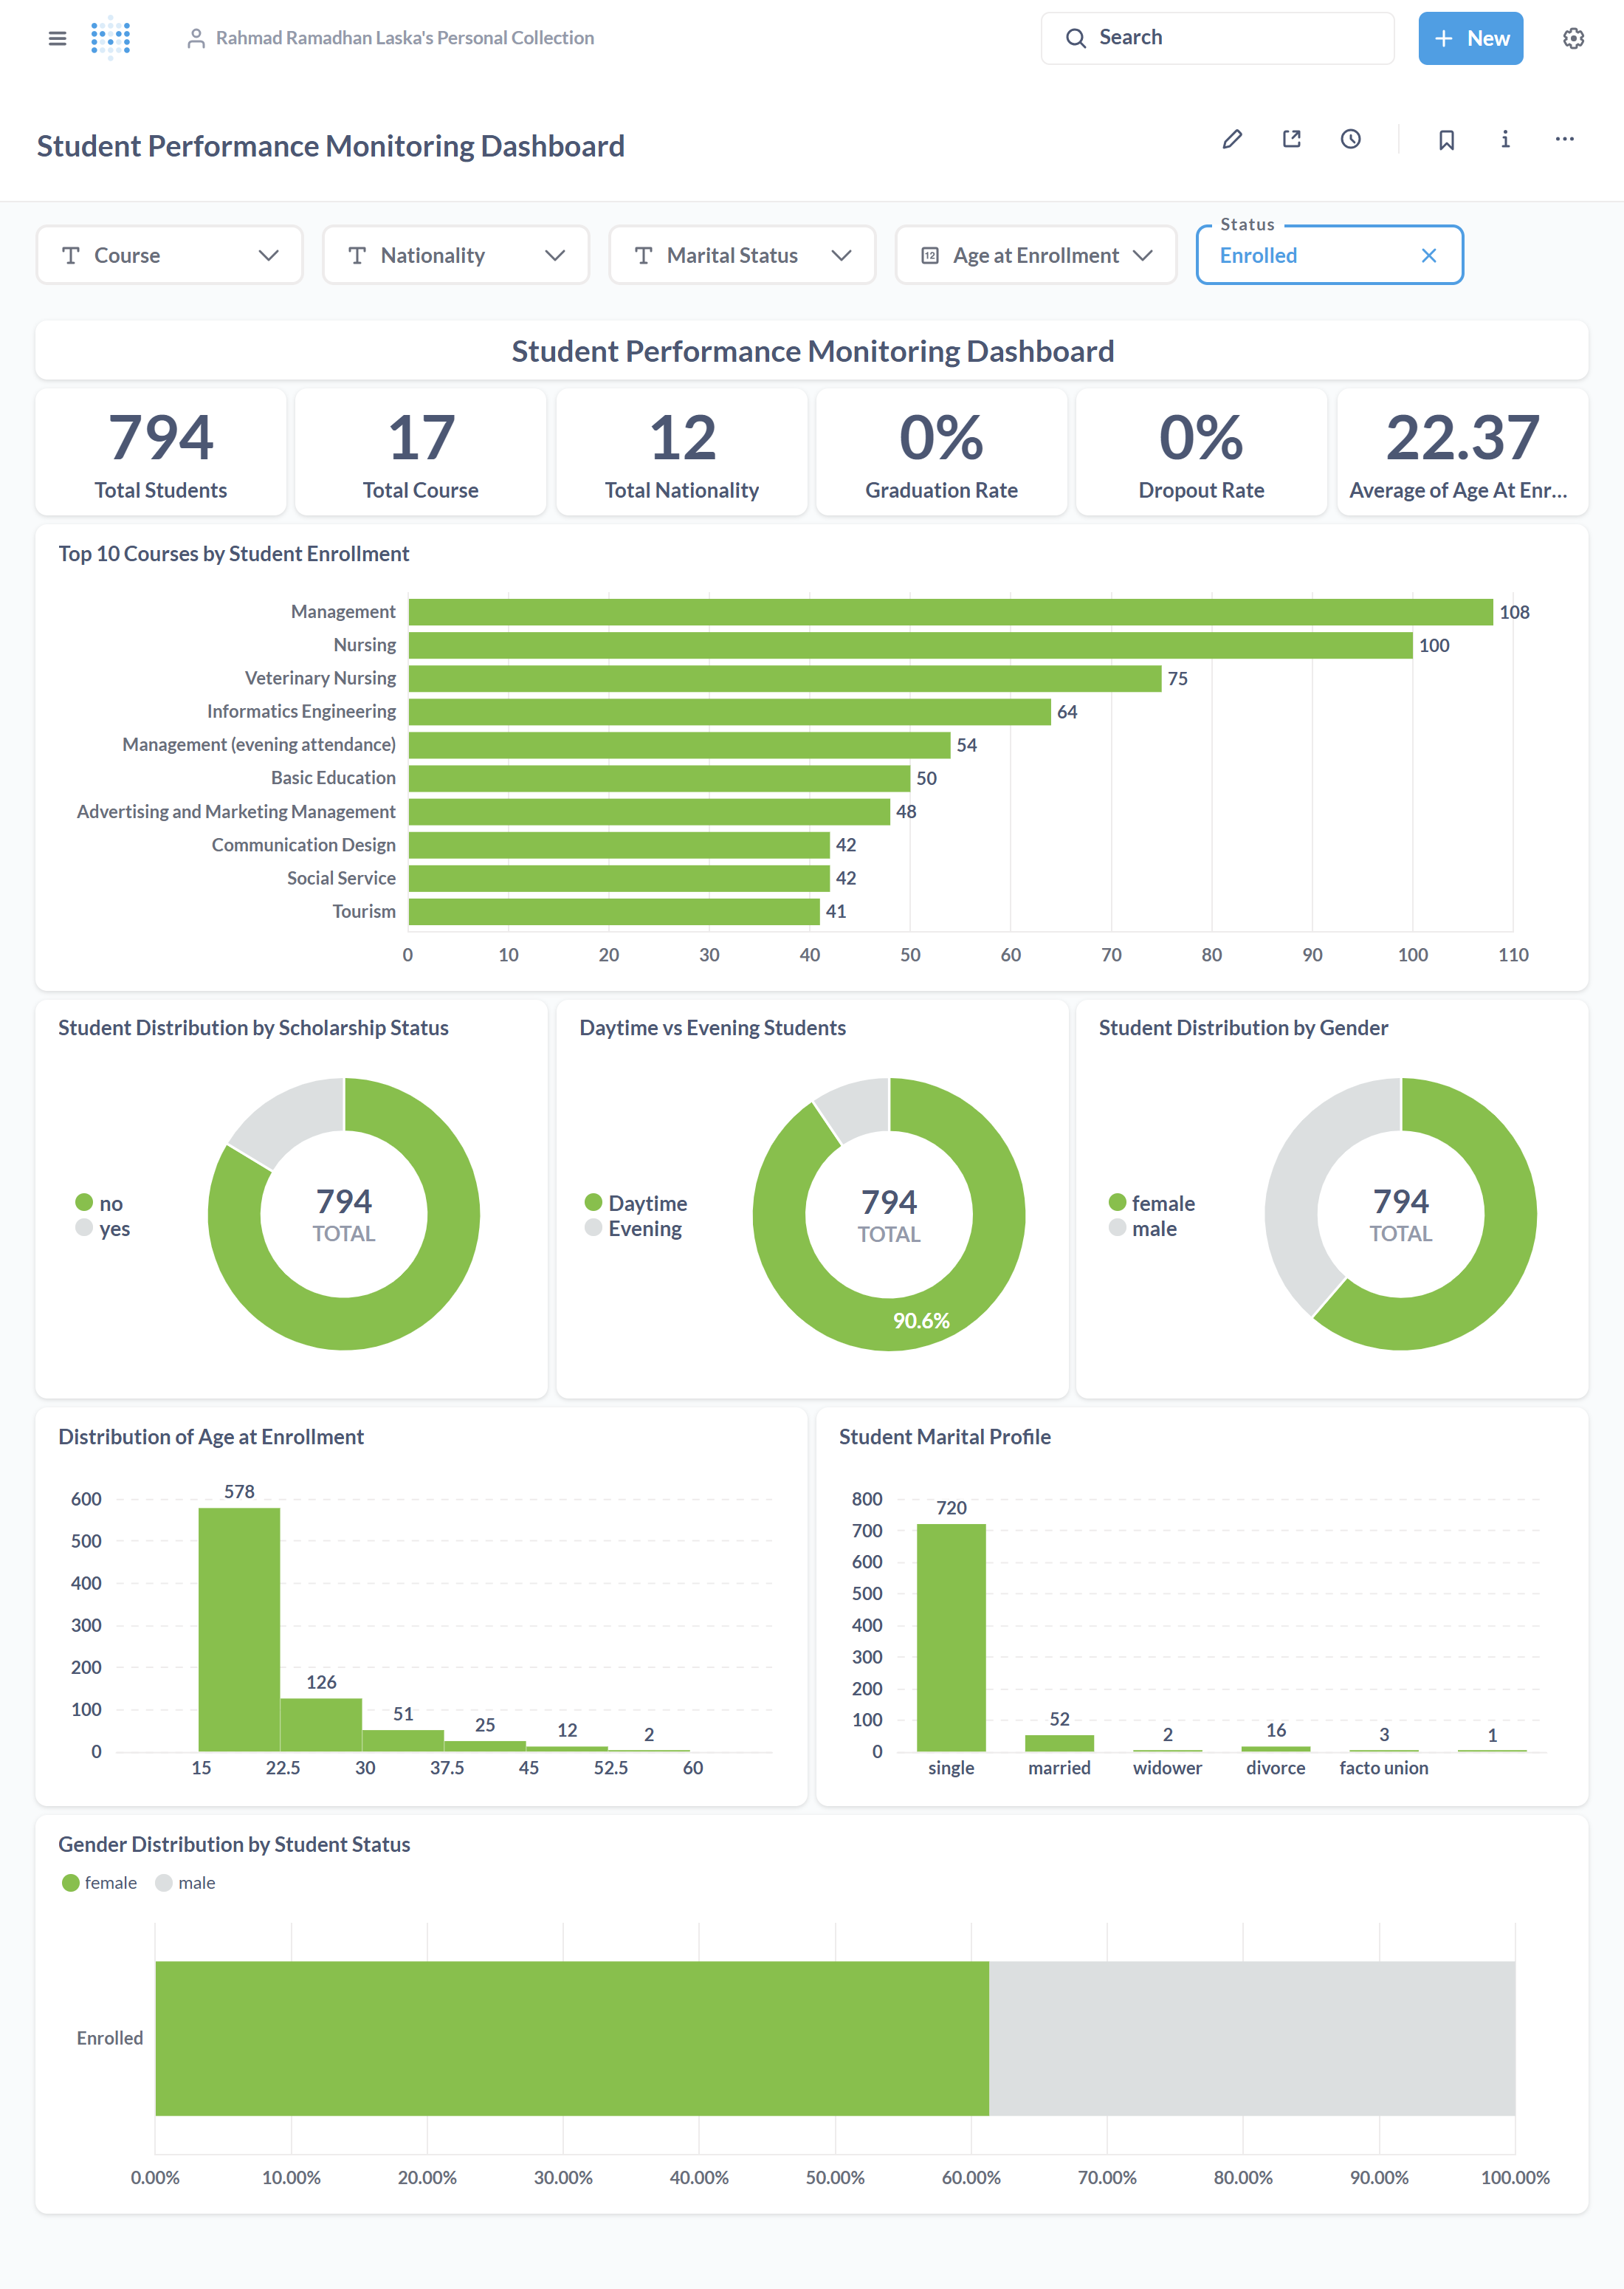 Rahmad Ramadhan Laska's Personal Collection
Search
New
Student Performance Monitoring Dashboard
Course
Nationality
Marital Status
12
Age at Enrollment
Status
Enrolled
Student Performance Monitoring Dashboard
794
Total Students
17
Total Course
12
Total Nationality
0%
Graduation Rate
0%
Dropout Rate
22.37
Average of Age At Enr...
Top 10 Courses by Student Enrollment
Management 108
Nursing 100
Veterinary Nursing 75
Informatics Engineering 64
Management (evening attendance) 54
Basic Education 50
Advertising and Marketing Management 48
Communication Design 42
Social Service 42
Tourism 41
0 10 20 30 40 50 60 70 80 90 100 110
Student Distribution by Scholarship Status
no
yes
794
TOTAL
Daytime vs Evening Students
Daytime
Evening
794
TOTAL
90.6%
Student Distribution by Gender
female
male
794
TOTAL
Distribution of Age at Enrollment
600
500
400
300
200
100
0
578
126
51
25
12
2
15 22.5 30 37.5 45 52.5 60
Student Marital Profile
800
700
600
500
400
300
200
100
0
720
52
2
16
3
1
single married widower divorce facto union
Gender Distribution by Student Status
female male
Enrolled
0.00% 10.00% 20.00% 30.00% 40.00% 50.00% 60.00% 70.00% 80.00% 90.00% 100.00%